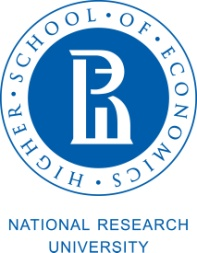 HIGHER · SCHOOL · OF · ECONOMICS ·
NATIONAL RESEARCH
UNIVERSITY